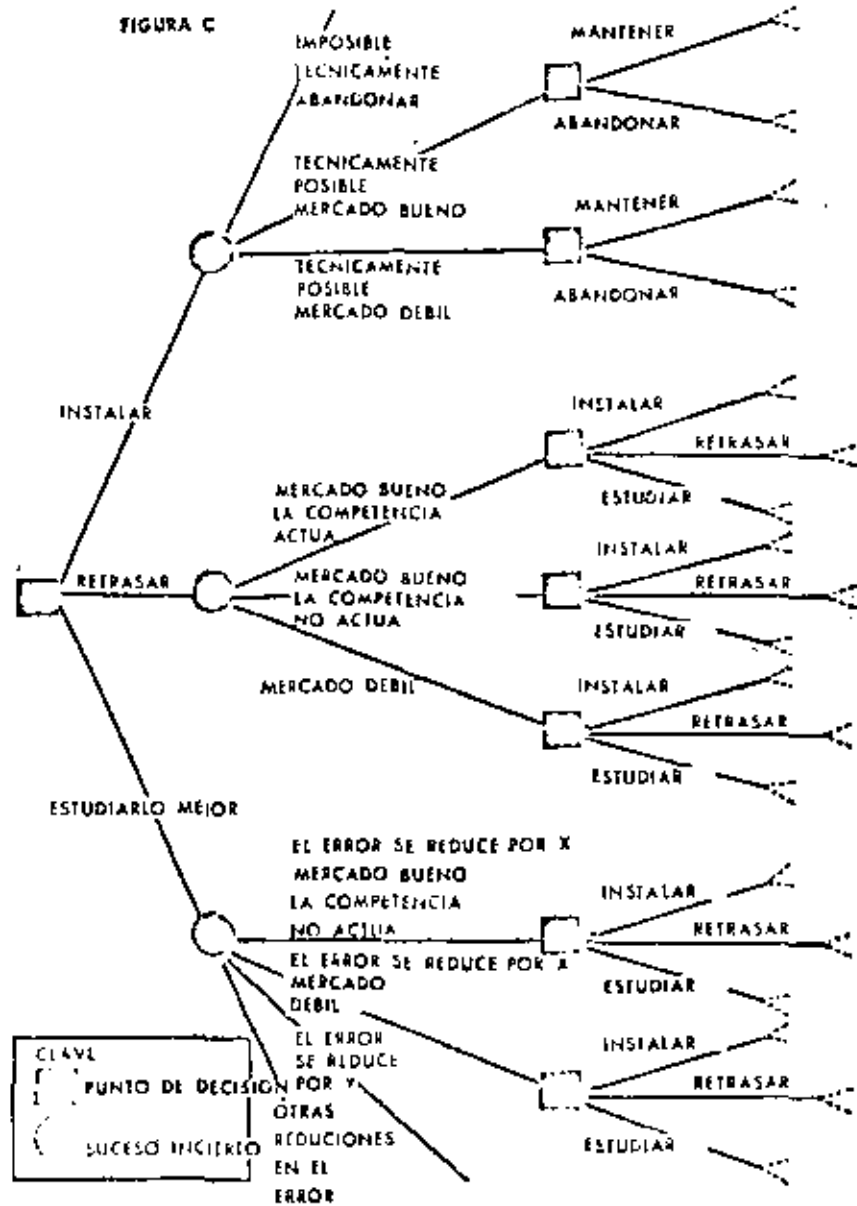 FIGURA C
IMPOSIBLE
TECNICAMENTE
ABANDONAR
MANTENER
ABANDONAR
TECNICAMENTE
POSIBLE
MERCADO BUENO
MANTENER
TECNICAMENTE
POSIBLE
MERCADO DEBIL
ABANDONAR
INSTALAR
INSTALAR
RETRASAR
ESTUDIAR
MERCADO BUENO
LA COMPETENCIA
ACTUA
INSTALAR
RETRASAR
MERCADO BUENO
LA COMPETENCIA
NO ACTUA
RETRASAR
ESTUDIAR
MERCADO DEBIL
INSTALAR
RETRASAR
ESTUDIAR
ESTUDIARLO MEJOR
EL ERROR SE REDUCE POR X
MERCADO BUENO
LA COMPETENCIA
NO ACTUA
INSTALAR
RETRASAR
ESTUDIAR
EL ERROR SE REDUCE POR X
MERCADO
DEBIL
INSTALAR
RETRASAR
ESTUDIAR
EL ERROR
SE REDUCE
POR Y
OTRAS
REDUCIONES
EN EL
ERROR
CLAVE
PUNTO DE DECISION
SUCESO INCIERTO